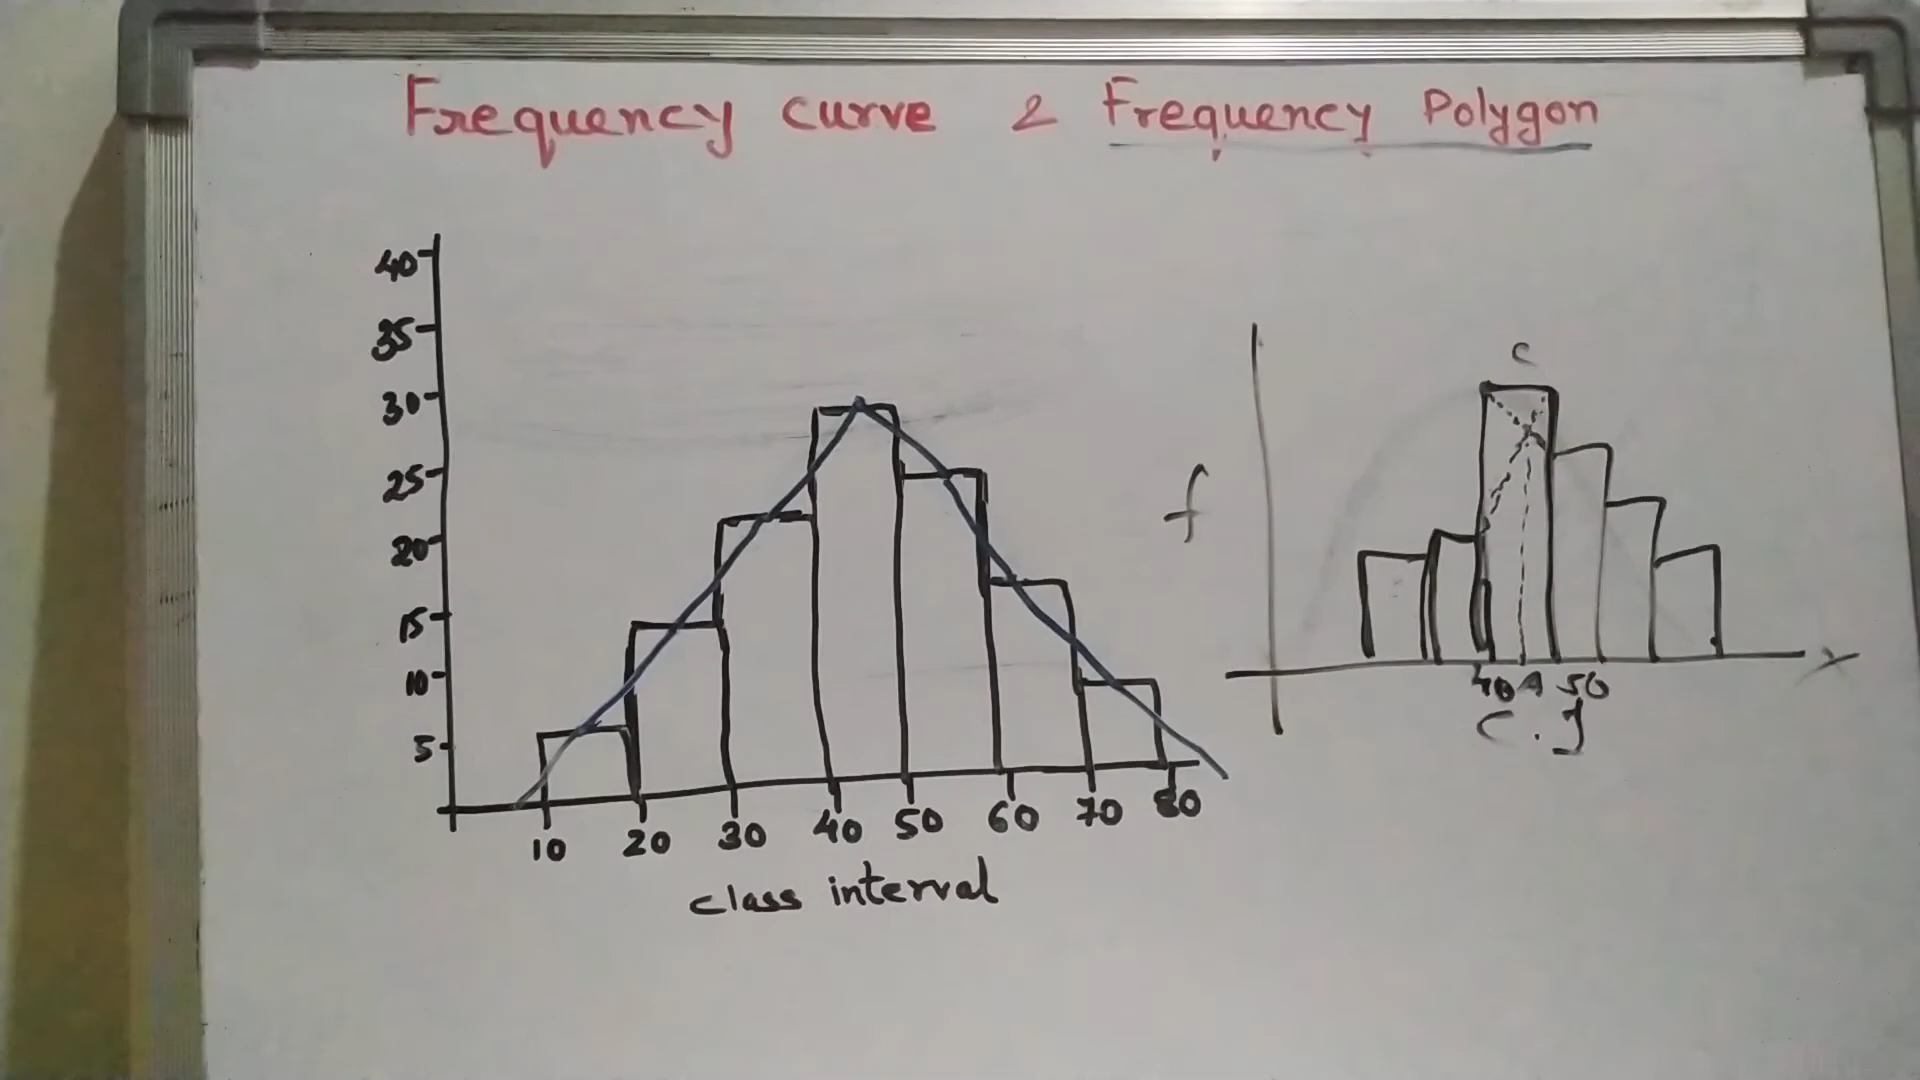 Frequency curve & Frequency Polygon
40
35
30
25
20
15
10
5
10 20 30 40 50 60 70 80
class interval
C
f
40 A 50
C.I
x